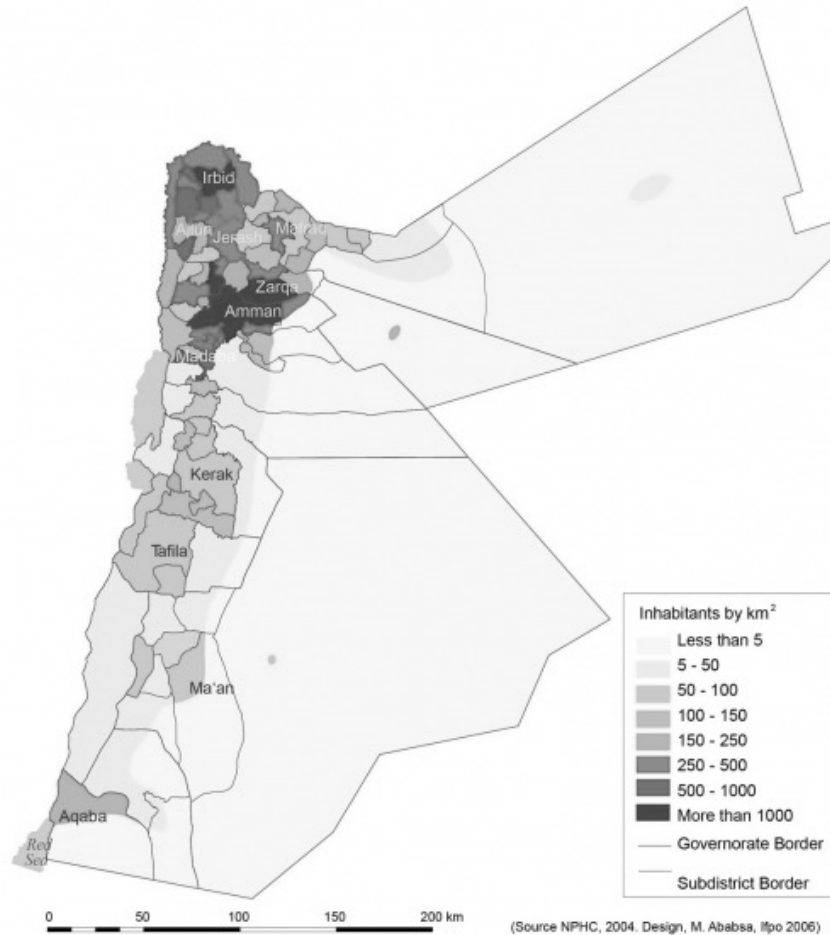 Irbid
Ajlun
Jerash
Mafraq
Zarqa
Amman
Madaba
Kerak
Tafila
Ma'an
Aqaba
Red
Sea
Inhabitants by km²
Less than 5
5 - 50
50 - 100
100 - 150
150 - 250
250 - 500
500 - 1000
More than 1000
Governorate Border
Subdistrict Border
0 50 100 150 200 km
(Source NPHC, 2004. Design, M. Ababsa, Ifpo 2006)